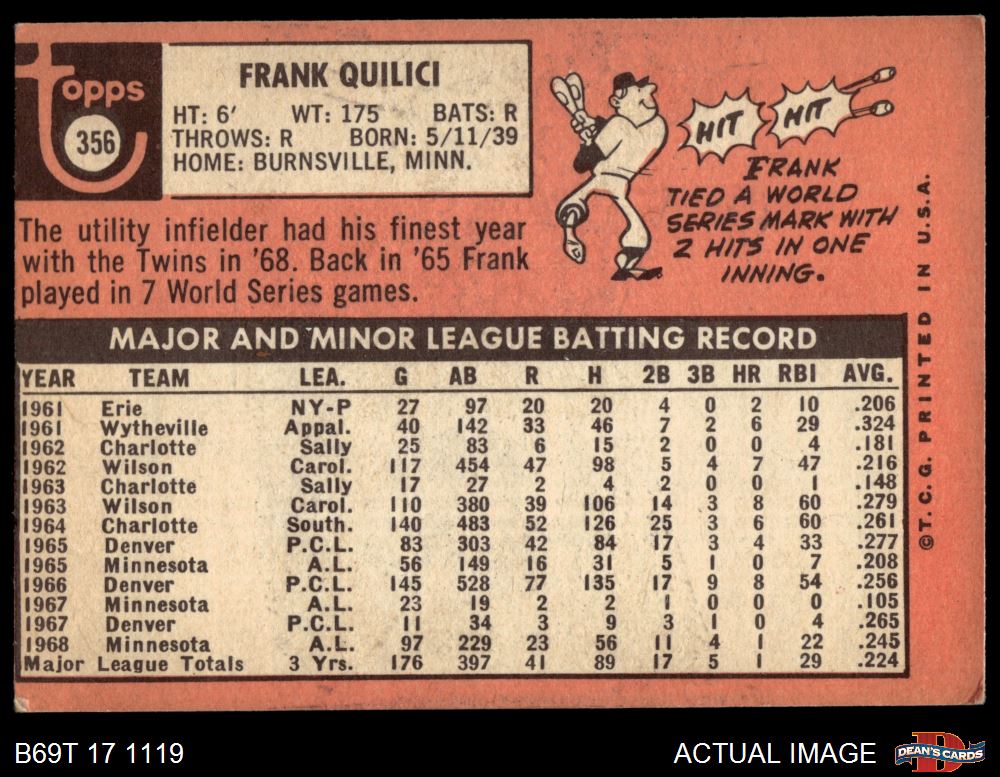 topps
356
FRANK QUILICI
HT: 6' WT: 175 BATS: R
THROWS: R BORN: 5/11/39
HOME: BURNSVILLE, MINN.
The utility infielder had his finest year
with the Twins in '68. Back in '65 Frank
played in 7 World Series games.
HIT HIT
FRANK
TIED A WORLD
SERIES MARK WITH
2 HITS IN ONE
INNING.
MAJOR AND MINOR LEAGUE BATTING RECORD
YEAR TEAM LEA. G AB R H 2B 3B HR RBI AVG.
1961 Erie NY-P 27 97 20 20 4 0 2 10 .206
1961 Wytheville Appal. 40 142 33 46 7 2 6 29 .324
1962 Charlotte Sally 25 83 6 15 2 0 0 4 .181
1962 Wilson Carol. 117 454 47 98 5 4 7 47 .216
1963 Charlotte Sally 17 27 2 4 2 0 0 1 .148
1963 Wilson Carol. 110 380 39 106 14 3 8 60 .279
1964 Charlotte South. 140 483 52 126 25 3 6 60 .261
1965 Denver P.C.L. 83 303 42 84 17 3 4 33 .277
1965 Minnesota A.L. 56 149 16 31 5 1 0 7 .208
1966 Denver P.C.L. 145 528 77 135 17 9 8 54 .256
1967 Minnesota A.L. 23 19 2 2 1 0 0 0 .105
1967 Denver P.C.L. 11 34 3 9 3 1 0 4 .265
1968 Minnesota A.L. 97 229 23 56 11 4 1 22 .245
Major League Totals 3 Yrs. 176 397 41 89 17 5 1 29 .224
©T.C.G. PRINTED IN U.S.A.
B69T 17 1119
ACTUAL IMAGE
DEAN'S CARDS